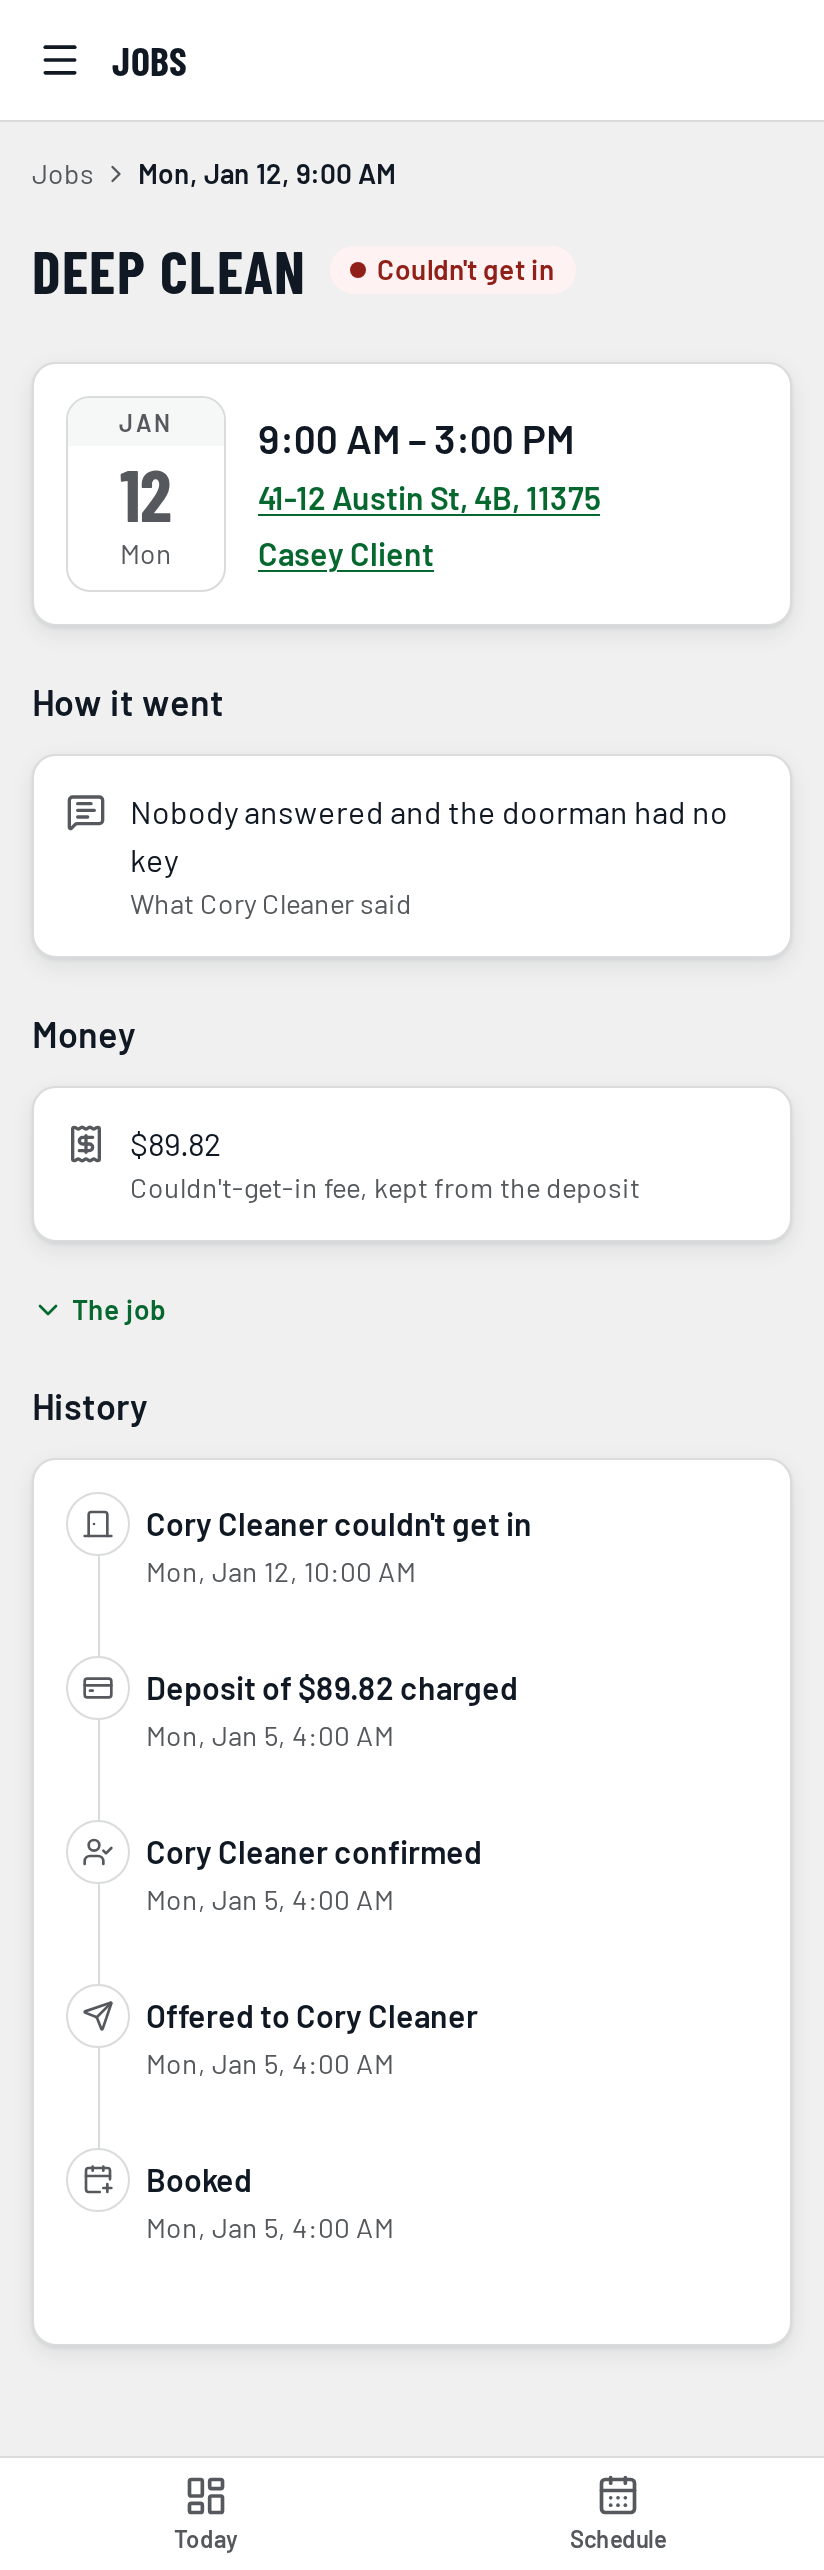 JOBS
Jobs > Mon, Jan 12, 9:00 AM
DEEP CLEAN
Couldn't get in
JAN
12
Mon
9:00 AM – 3:00 PM
41-12 Austin St, 4B, 11375
Casey Client
How it went
Nobody answered and the doorman had no
key
What Cory Cleaner said
Money
$89.82
Couldn't-get-in fee, kept from the deposit
The job
History
Cory Cleaner couldn't get in
Mon, Jan 12, 10:00 AM
Deposit of $89.82 charged
Mon, Jan 5, 4:00 AM
Cory Cleaner confirmed
Mon, Jan 5, 4:00 AM
Offered to Cory Cleaner
Mon, Jan 5, 4:00 AM
Booked
Mon, Jan 5, 4:00 AM
Today
Schedule